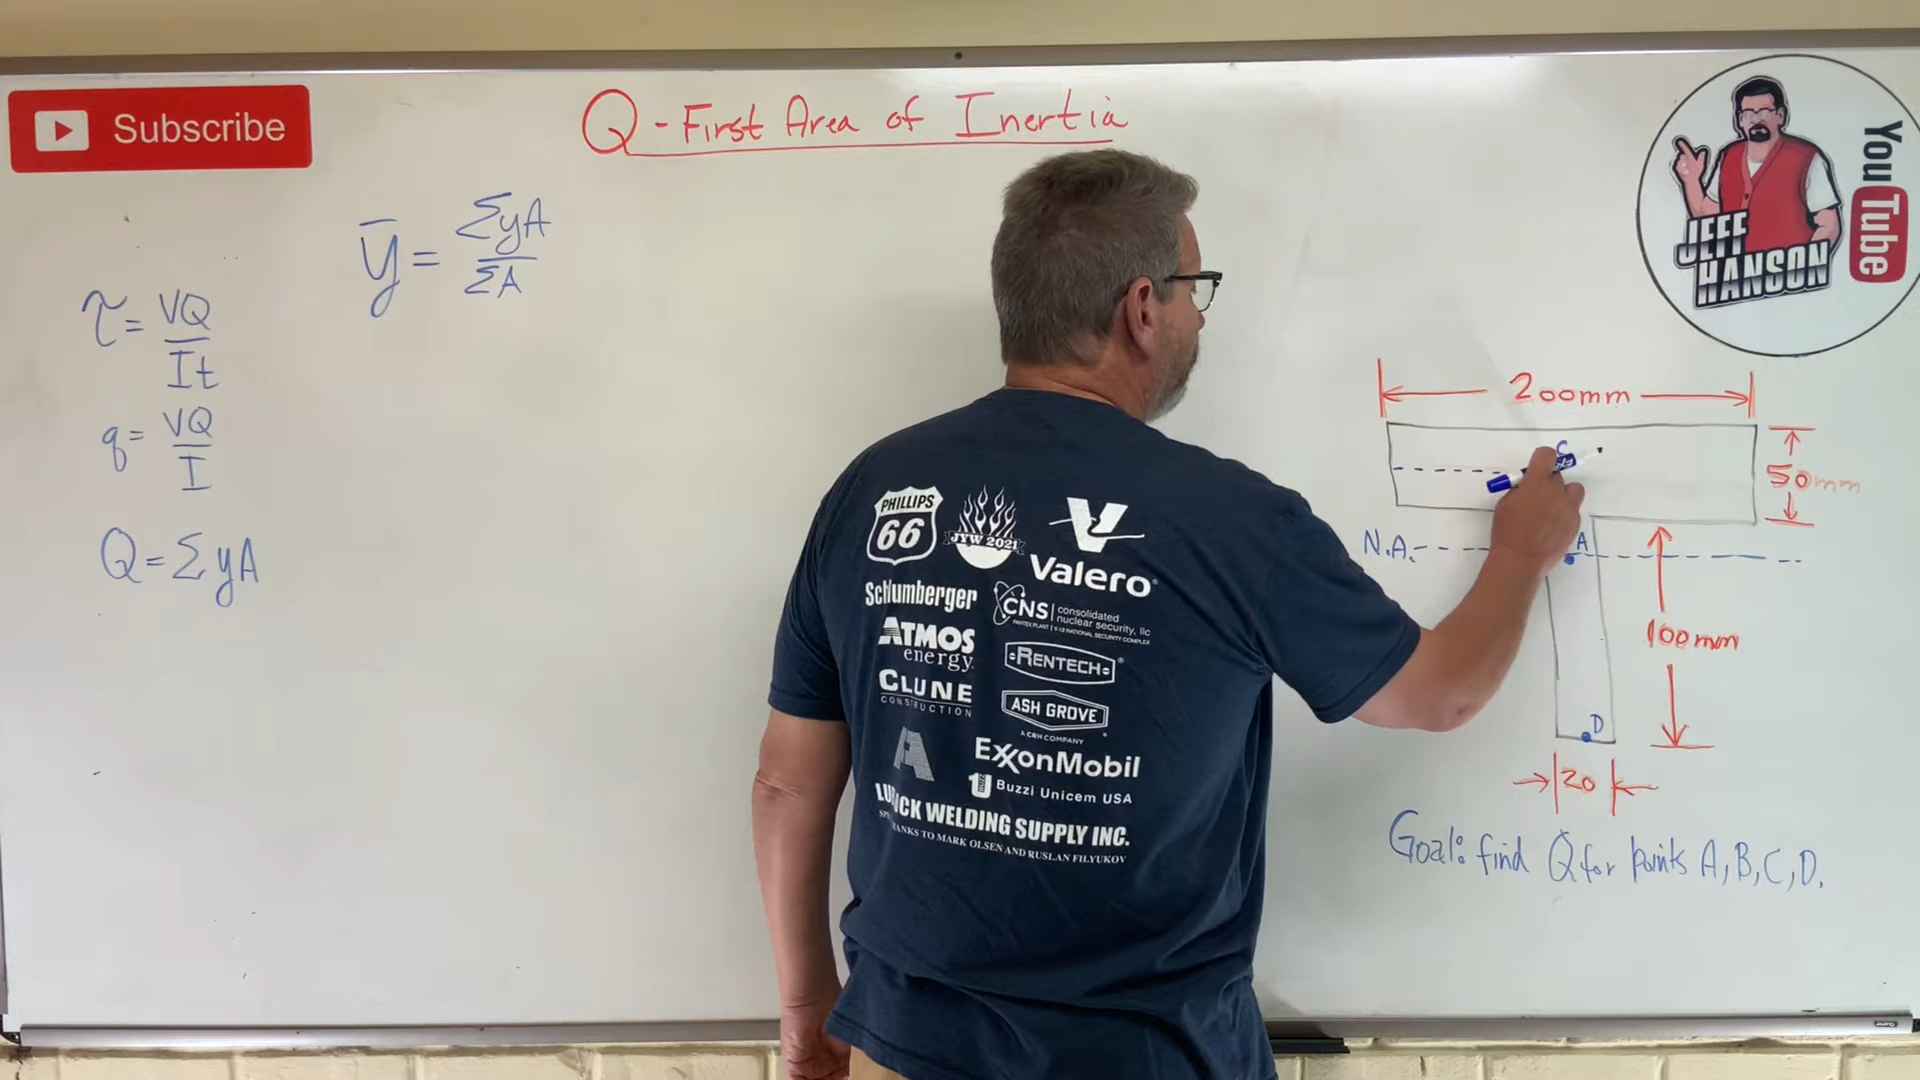 Subscribe
Q - First Area of Inertia
YouTube
JEFF
HANSON
y̅ = ΣyA
ΣA
τ = VQ
It
q = VQ
I
Q = ΣyA
200mm
C
50mm
N.A.
A
100mm
D
20
Goal: find Q for points A, B, C, D.
PHILLIPS
66
JYW 2021
Valero
Schlumberger
CNS
consolidated
nuclear security, llc
ATMOS
energy
RENTECH
CLUNE
CONSTRUCTION
ASH GROVE
A CRH COMPANY
A
ExxonMobil
Buzzi Unicem USA
WELDING SUPPLY INC.
THANKS TO MARK OLSEN AND RUSLAN FILYUKOV